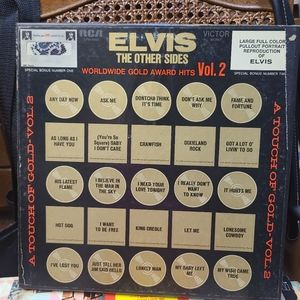 RCA
ELVIS
VICTOR
THE OTHER SIDES
WORLDWIDE GOLD AWARD HITS Vol. 2
LARGE FULL COLOR
PULLOUT PORTRAIT
REPRODUCTION
OF
ELVIS
SPECIAL BONUS NUMBER ONE
SPECIAL BONUS NUMBER TWO
A TOUCH OF GOLD-VOL. 2
A TOUCH OF GOLD-VOL. 2
ANY DAY NOW
ASK ME
DONTCHA THINK
IT'S TIME
DON'T ASK ME
WHY
FAME AND
FORTUNE
AS LONG AS I
HAVE YOU
(You're So
Square) BABY
I DON'T CARE
CRAWFISH
DIXIELAND
ROCK
GOT A LOT O'
LIVIN' TO DO
HIS LATEST
FLAME
I BELIEVE IN
THE MAN IN
THE SKY
I NEED YOUR
LOVE TONIGHT
I REALLY DON'T
WANT TO
KNOW
IT HURTS ME
HOT DOG
I WANT
TO BE FREE
KING CREOLE
LET ME
LONESOME
COWBOY
I'VE LOST YOU
JUST TELL HER
JIM SAID HELLO
LONELY MAN
MY BABY LEFT
ME
MY WISH CAME
TRUE